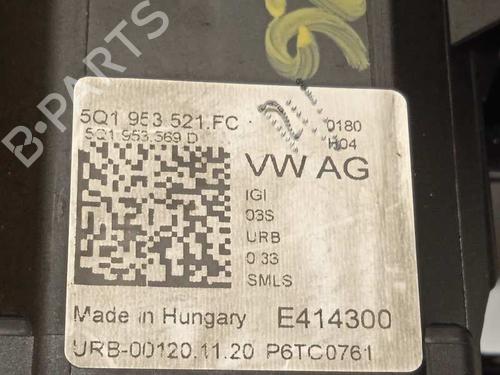 B-PARTS
5Q1 953 521.FC
0180
5Q1 953 569 D
H04
VW AG
IGI
03S
URB
0.33
SMLS
Made in Hungary E414300
URB-00120.11.20 P6TC0761